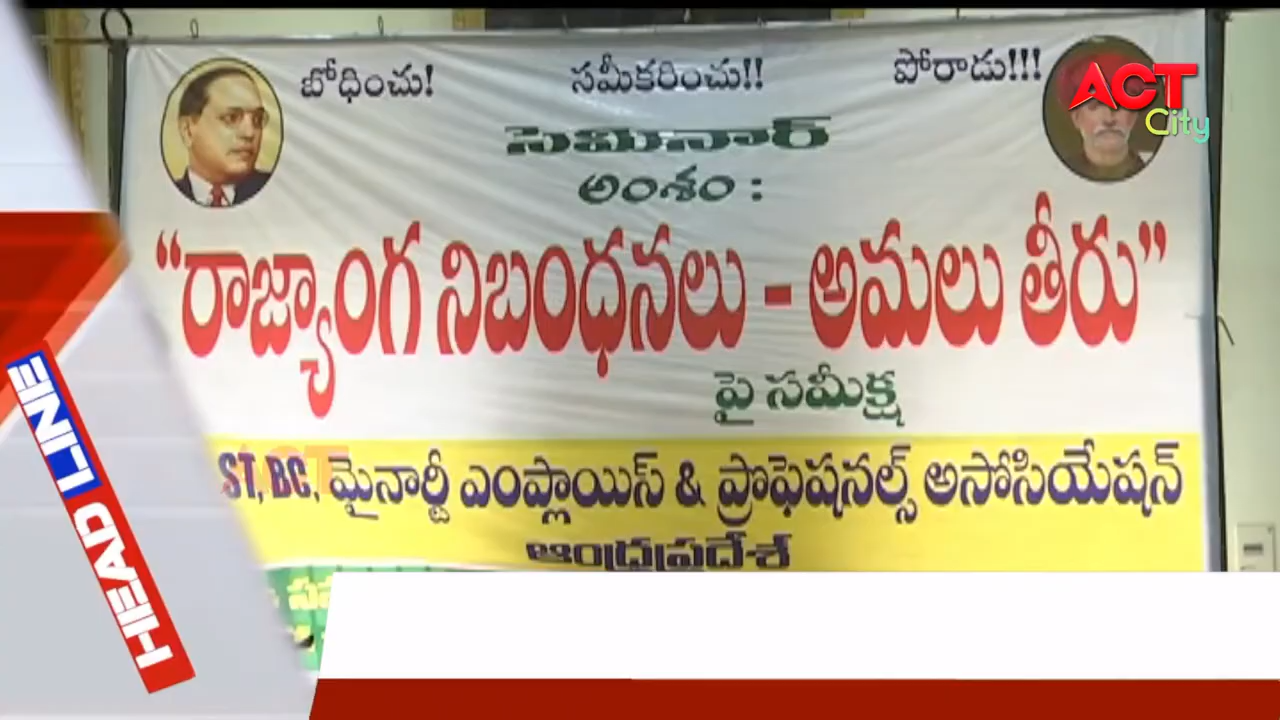 బోధించు! సమీకరించు!! పోరాడు!!!
ACT
City
సెమినార్
అంశం :
“రాజ్యాంగ నిబంధనలు - అమలు తీరు”
పై సమీక్ష
ST, BC, మైనార్టీ ఎంప్లాయిస్ & ప్రొఫెషనల్స్ అసోసియేషన్
ఆంధ్రప్రదేశ్
HEAD LINE